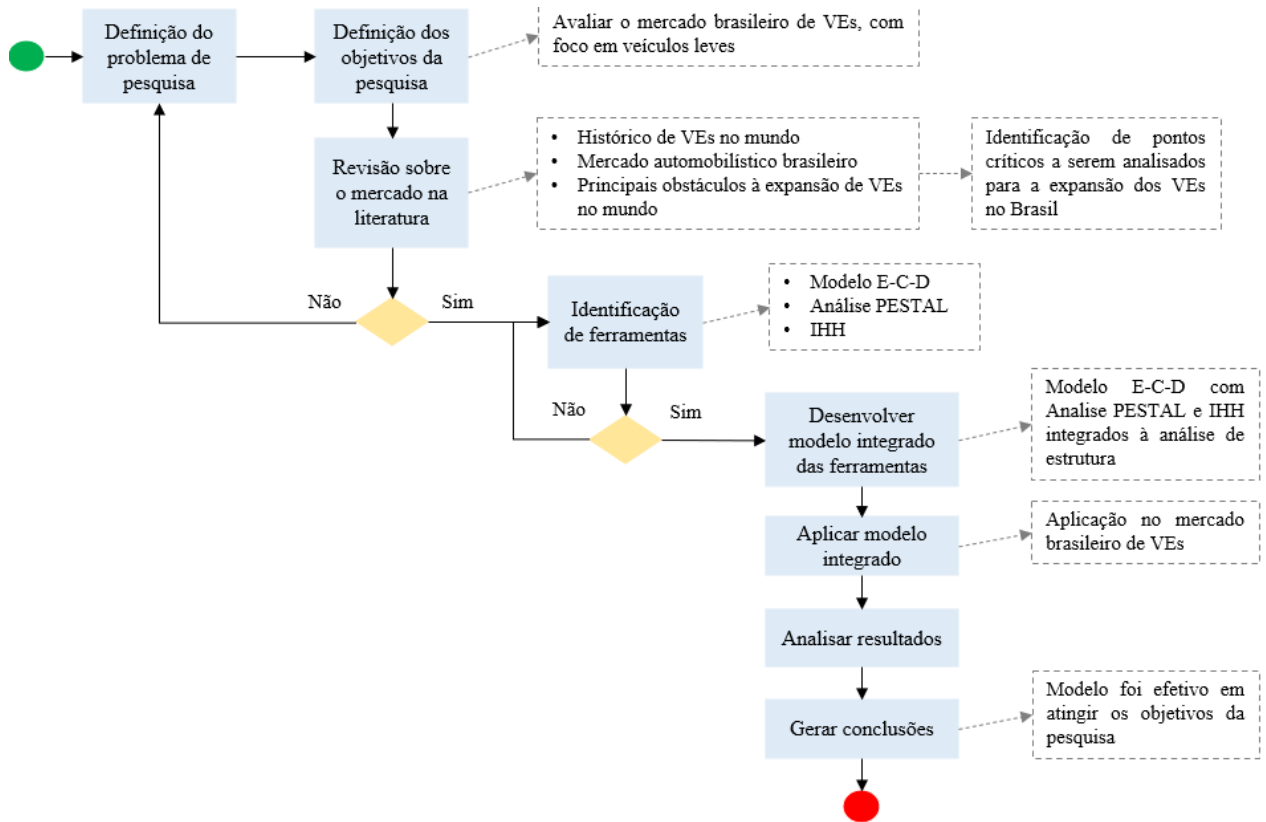 Definição do
problema de
pesquisa
Definição dos
objetivos da
pesquisa
Avaliar o mercado brasileiro de VEs, com
foco em veículos leves
Revisão sobre
o mercado na
literatura
• Histórico de VEs no mundo
• Mercado automobilístico brasileiro
• Principais obstáculos à expansão de VEs
no mundo
Identificação de pontos
críticos a serem analisados
para a expansão dos VEs
no Brasil
Não
Sim
Identificação
de ferramentas
• Modelo E-C-D
• Análise PESTAL
• IHH
Não
Sim
Desenvolver
modelo integrado
das ferramentas
Modelo E-C-D com
Analise PESTAL e IHH
integrados à análise de
estrutura
Aplicar modelo
integrado
Aplicação no mercado
brasileiro de VEs
Analisar resultados
Gerar conclusões
Modelo foi efetivo em
atingir os objetivos da
pesquisa